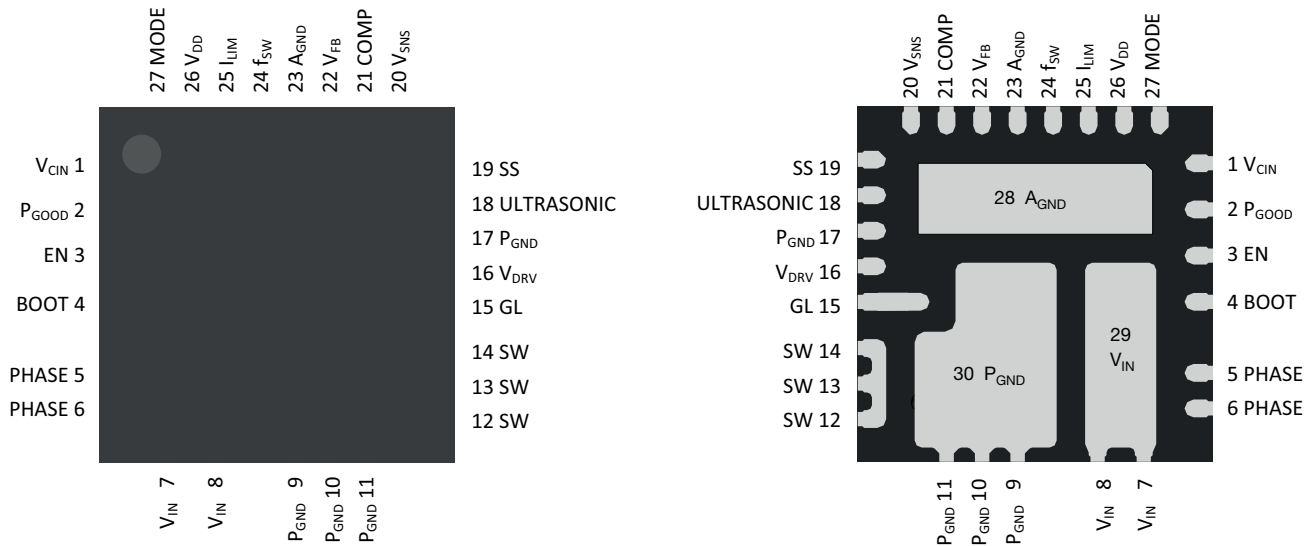 27 MODE
26 VDD
25 ILIM
24 fSW
23 AGND
22 VFB
21 COMP
20 VSNS
VCIN 1
PGOOD 2
EN 3
BOOT 4
PHASE 5
PHASE 6
19 SS
18 ULTRASONIC
17 PGND
16 VDRV
15 GL
14 SW
13 SW
12 SW
VIN 7
VIN 8
PGND 9
PGND 10
PGND 11
20 VSNS
21 COMP
22 VFB
23 AGND
24 fSW
25 ILIM
26 VDD
27 MODE
SS 19
ULTRASONIC 18
PGND 17
VDRV 16
GL 15
SW 14
SW 13
SW 12
28 AGND
29
VIN
30 PGND
1 VCIN
2 PGOOD
3 EN
4 BOOT
5 PHASE
6 PHASE
PGND 11
PGND 10
PGND 9
VIN 8
VIN 7